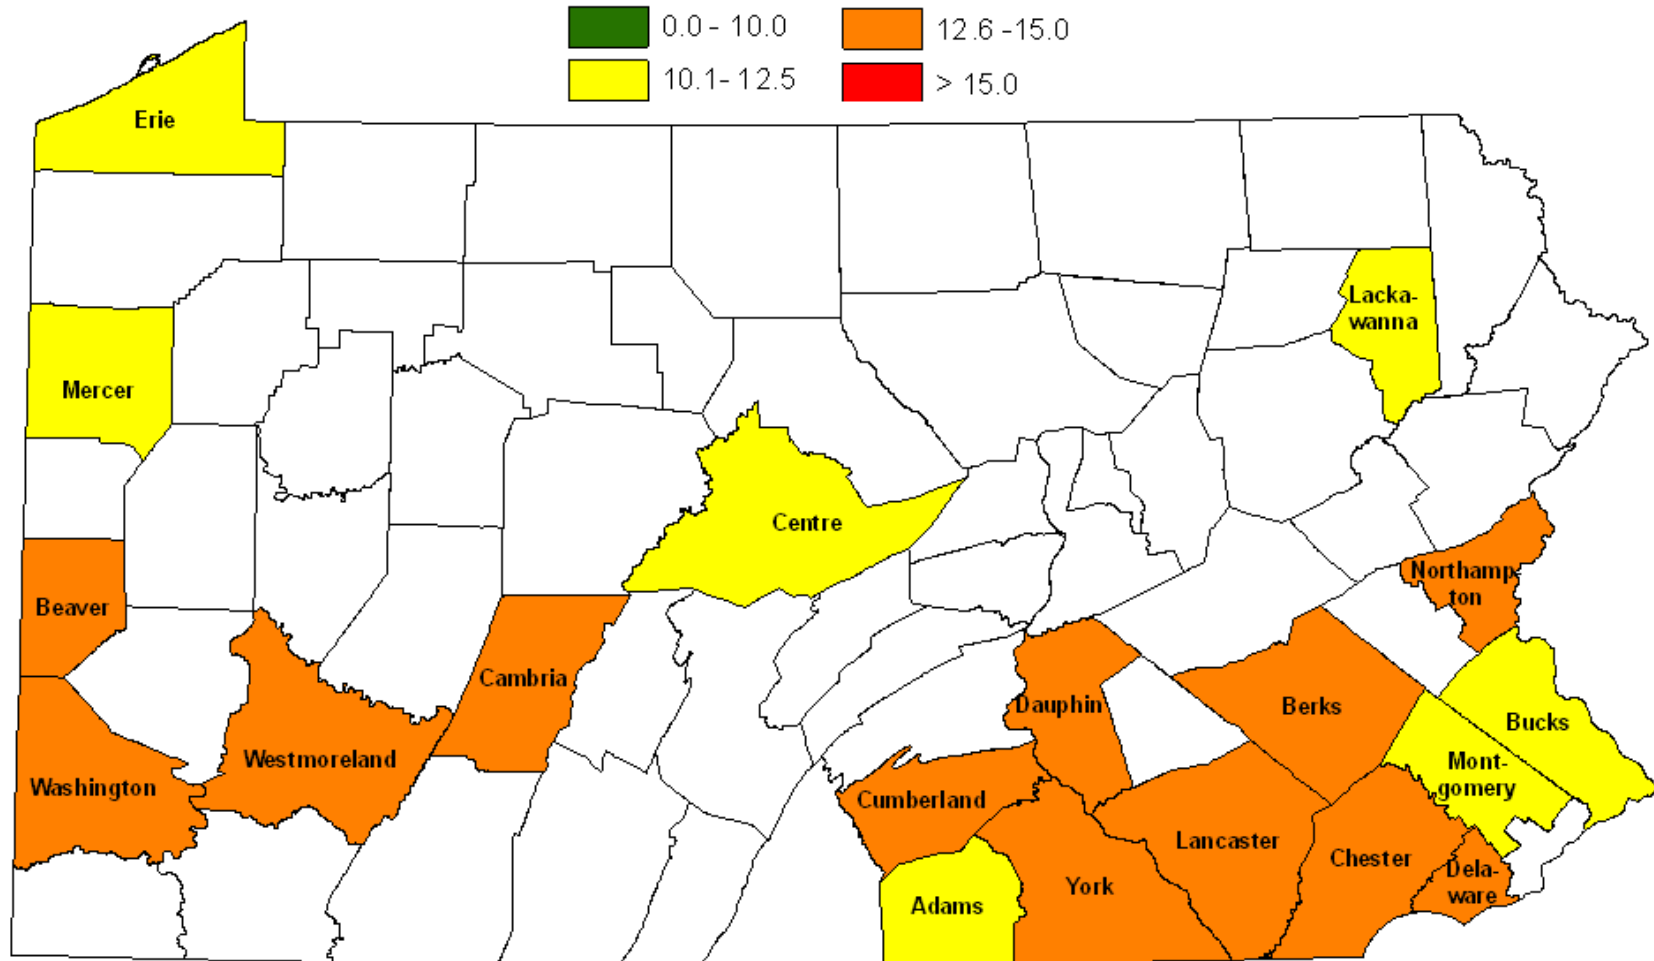 0.0 - 10.0
12.6 -15.0
10.1- 12.5
> 15.0
Erie
Lacka-
wanna
Mercer
Centre
Northamp
ton
Beaver
Cambria
Dauphin
Berks
Bucks
Westmoreland
Washington
Mont-
gomery
Cumberland
Lancaster
Chester
Dela-
ware
York
Adams